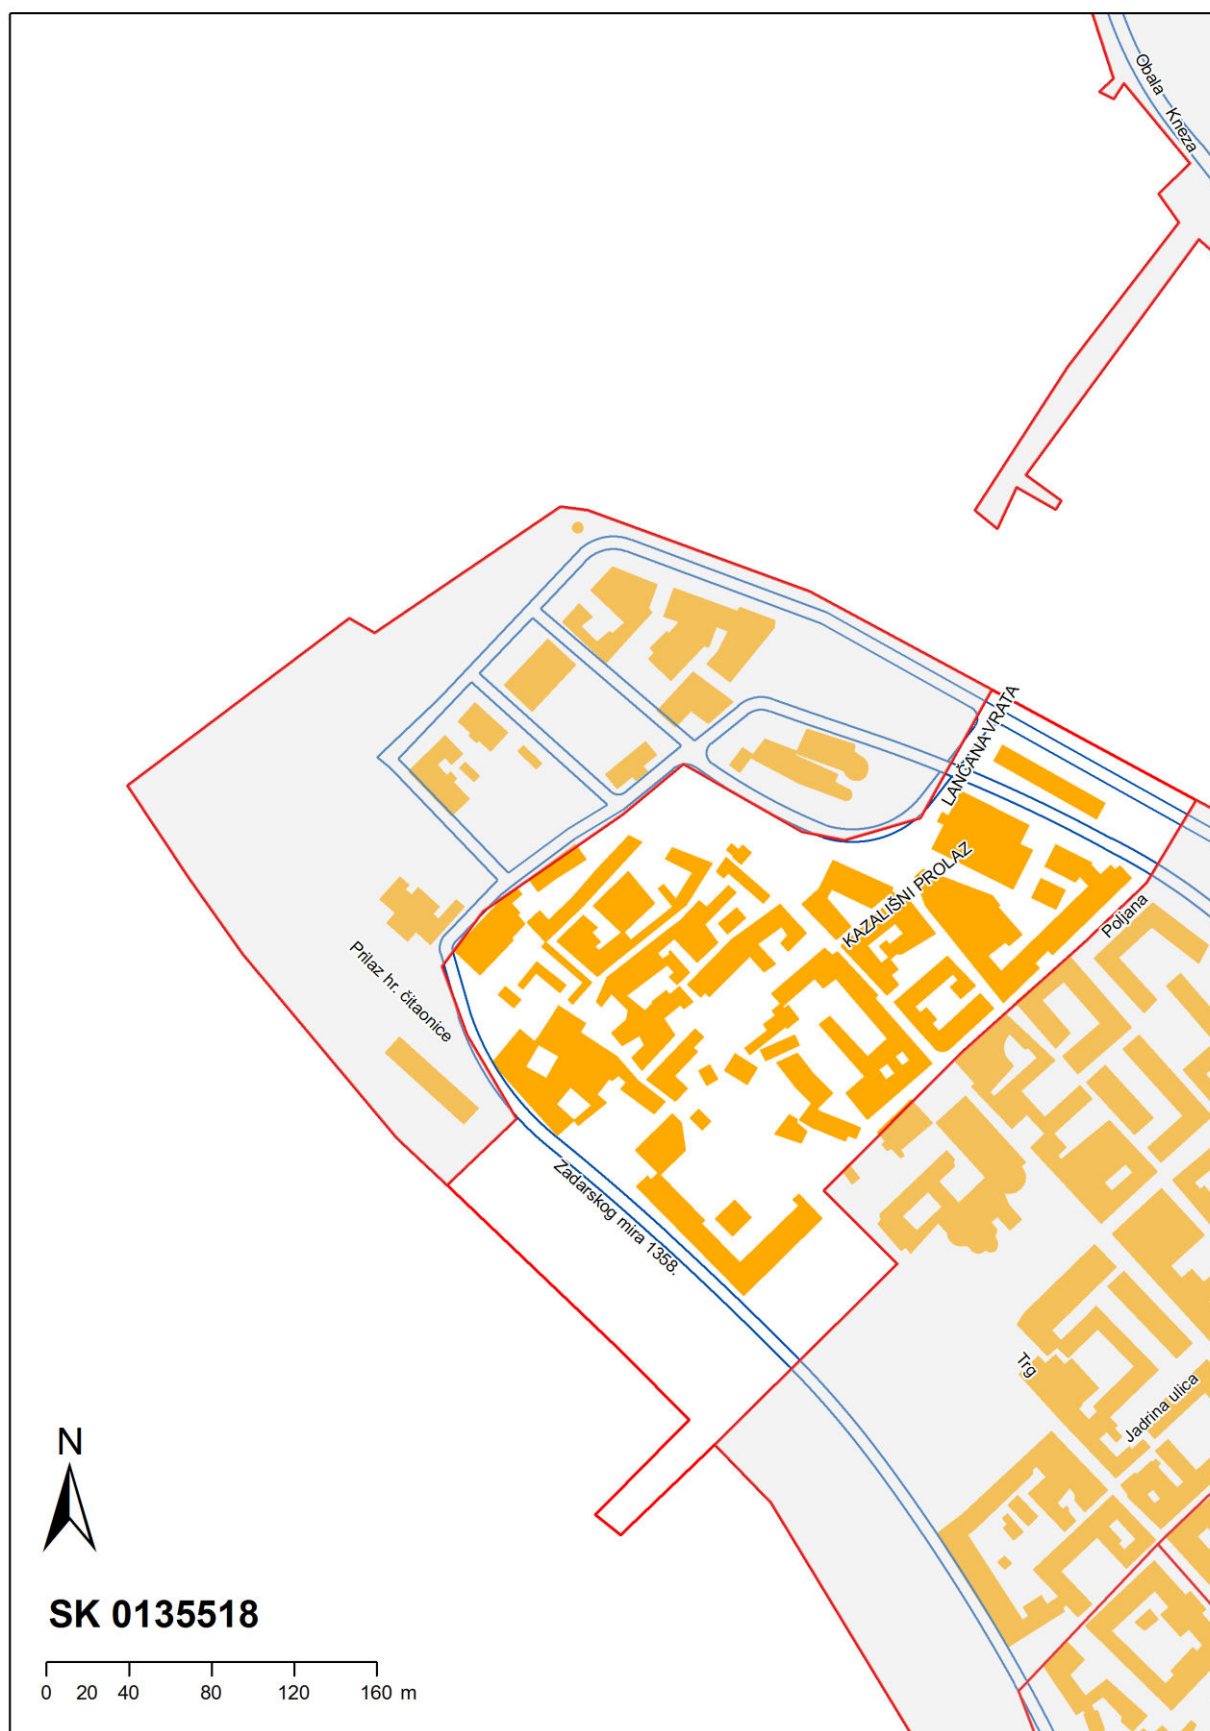 Obala Kneza
LANČANA VRATA
KAZALIŠNI PROLAZ
Poljana
Prilaz hr. čitaonice
Zadarskog mira 1358.
Trg
Jadrina ulica
N
SK 0135518
0 20 40 80 120 160 m